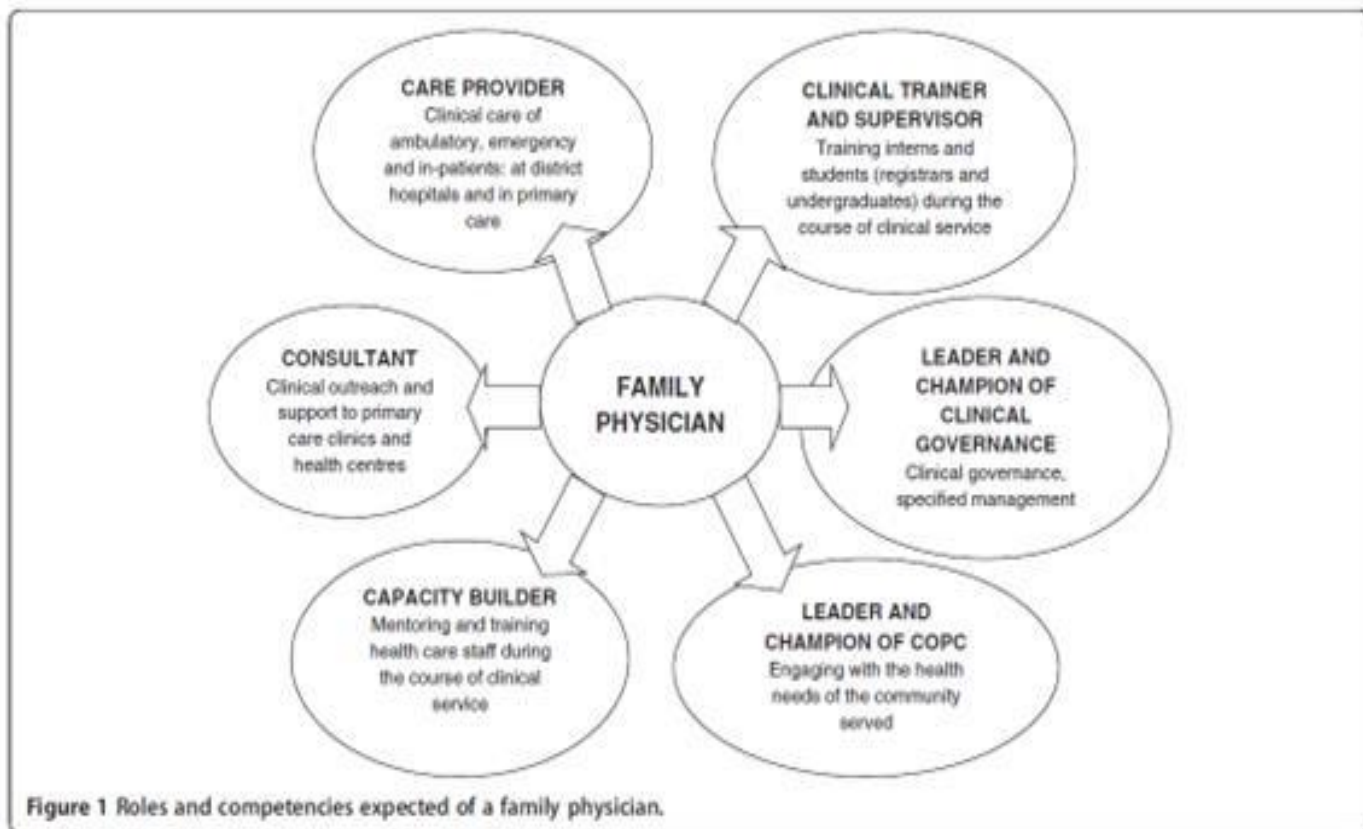 CARE PROVIDER
Clinical care of
ambulatory, emergency
and in-patients: at district
hospitals and in primary
care
CLINICAL TRAINER
AND SUPERVISOR
Training interns and
students (registrars and
undergraduates) during the
course of clinical service
CONSULTANT
Clinical outreach and
support to primary
care clinics and
health centres
FAMILY
PHYSICIAN
LEADER AND
CHAMPION OF
CLINICAL
GOVERNANCE
Clinical governance,
specified management
CAPACITY BUILDER
Mentoring and training
health care staff during
the course of clinical
service
LEADER AND
CHAMPION OF COPC
Engaging with the health
needs of the community
served
Figure 1 Roles and competencies expected of a family physician.